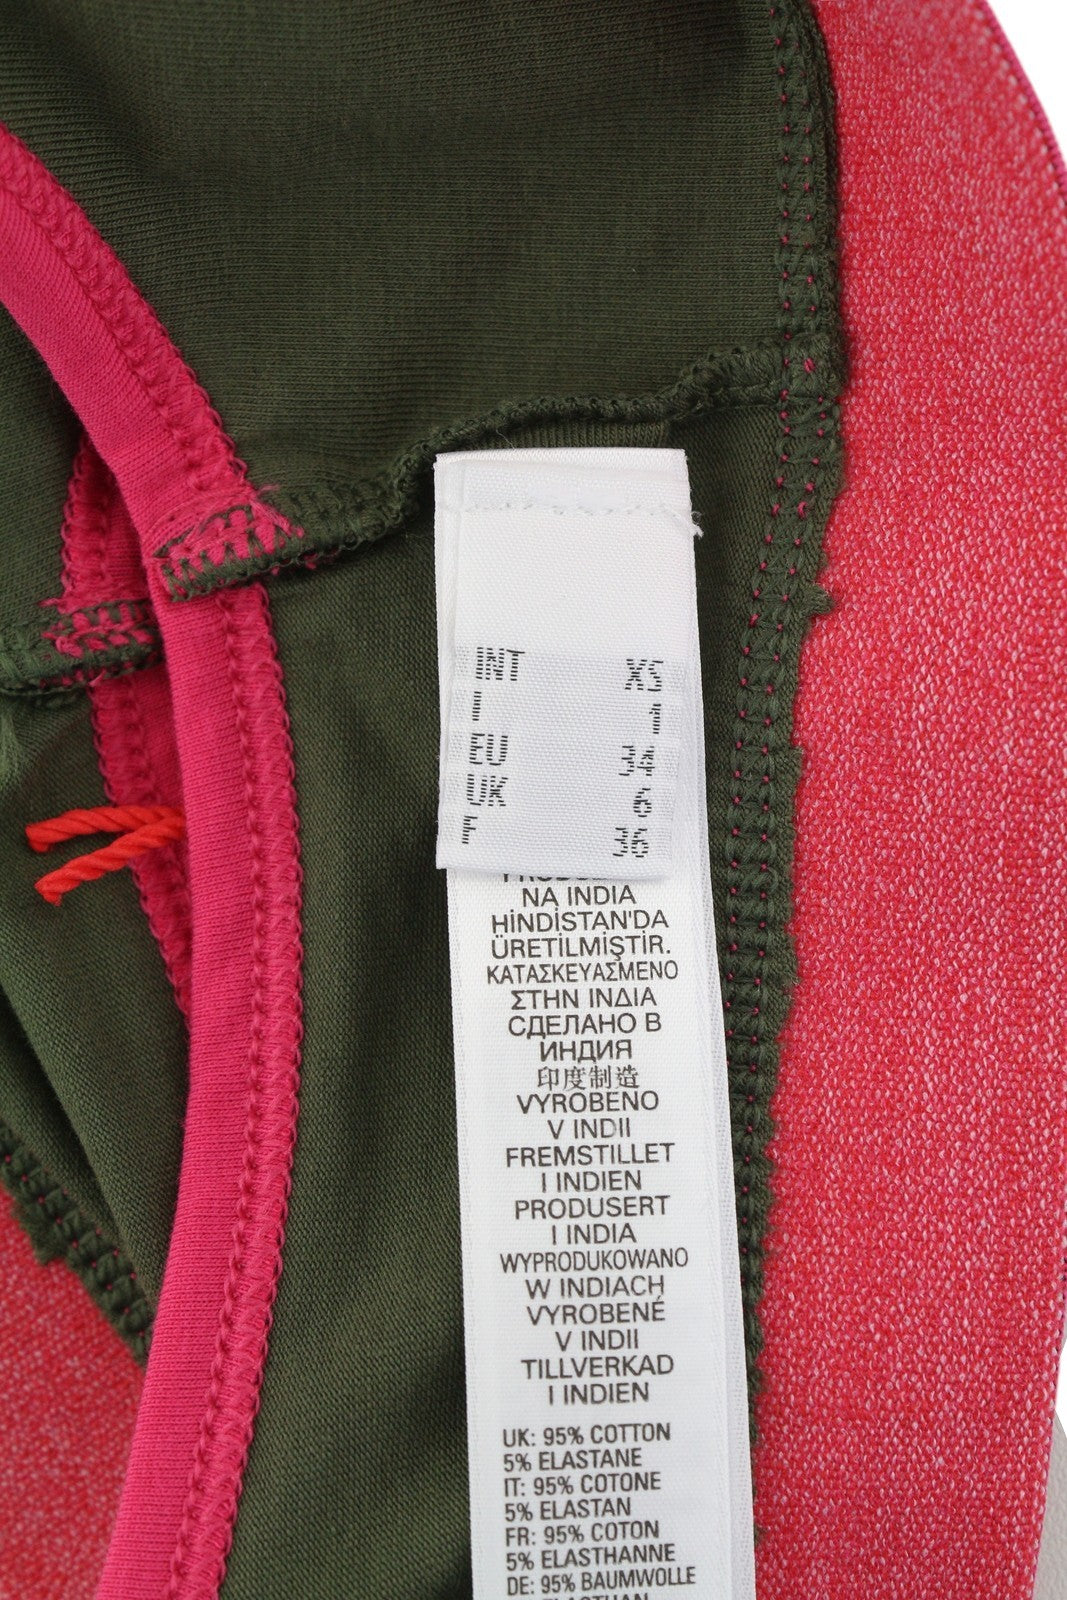 INT XS
I 1
EU 34
UK 6
F 36
NA INDIA
HİNDİSTAN'DA
ÜRETİLMİŞTİR.
ΚΑΤΑΣΚΕΥΑΣΜΕΝΟ
ΣΤΗΝ ΙΝΔΙΑ
СДЕЛАНО В
ИНДИЯ
印度制造
VYROBENO
V INDII
FREMSTILLET
I INDIEN
PRODUSERT
I INDIA
WYPRODUKOWANO
W INDIACH
VYROBENÉ
V INDII
TILLVERKAD
I INDIEN
UK: 95% COTTON
5% ELASTANE
IT: 95% COTONE
5% ELASTAN
FR: 95% COTON
5% ELASTHANNE
DE: 95% BAUMWOLLE